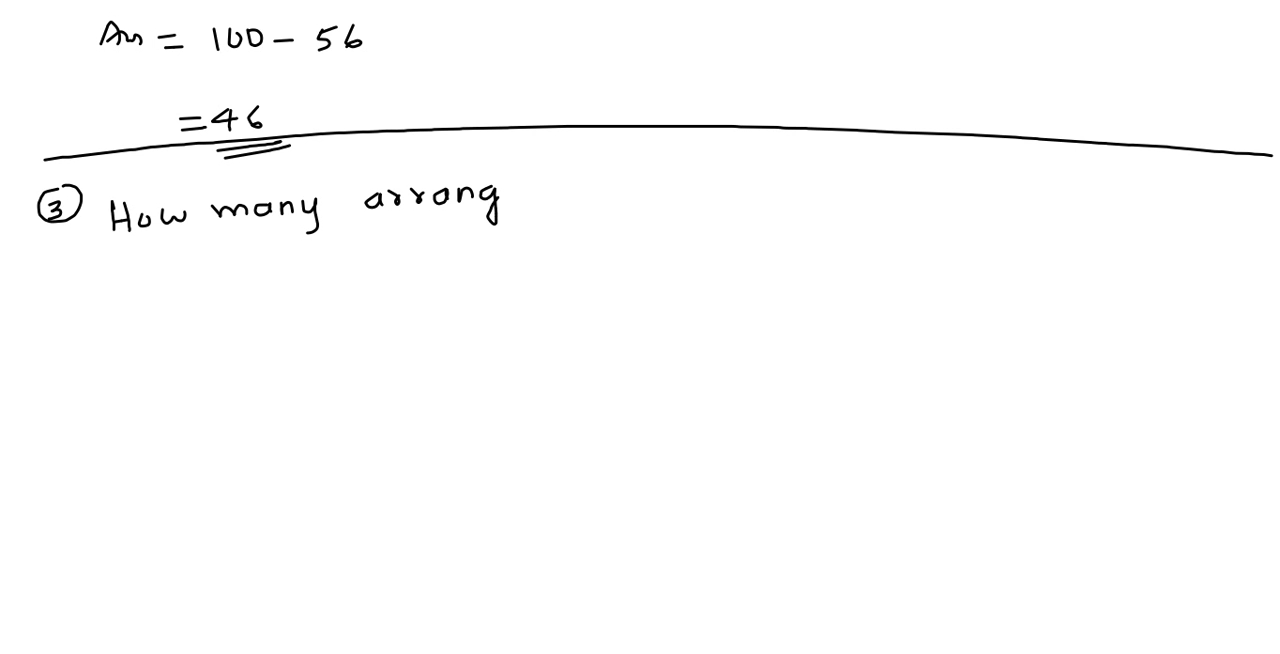 Ans = 100 - 56
= 46
③ How many arrang